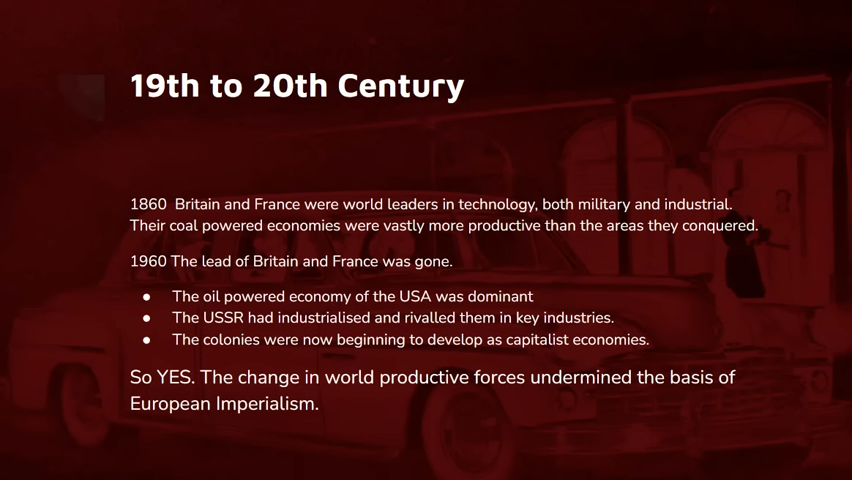 19th to 20th Century
1860  Britain and France were world leaders in technology, both military and industrial.
Their coal powered economies were vastly more productive than the areas they conquered.
1960 The lead of Britain and France was gone.
● The oil powered economy of the USA was dominant
● The USSR had industrialised and rivalled them in key industries.
● The colonies were now beginning to develop as capitalist economies.
So YES. The change in world productive forces undermined the basis of
European Imperialism.